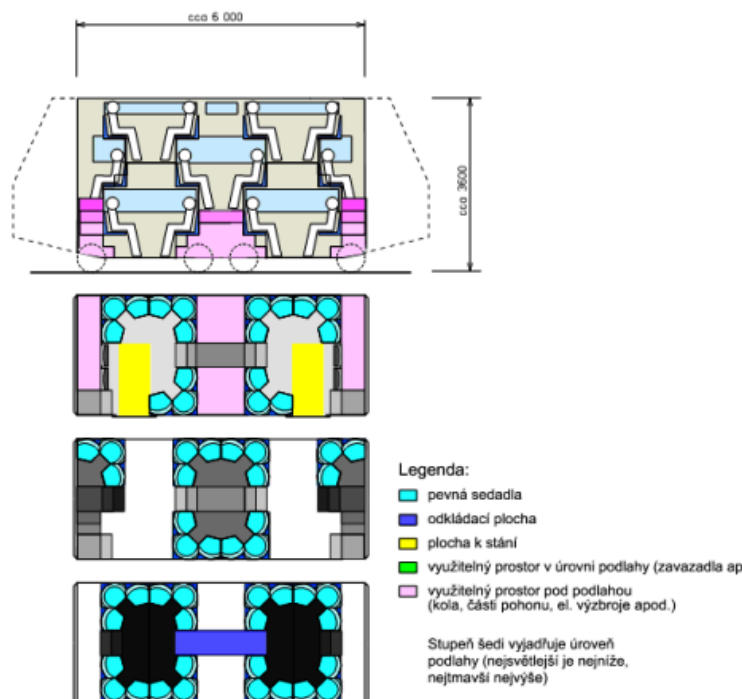 cca 6 000
cca 3600
Legenda:
pevná sedadla
odkládací plocha
plocha k stání
využitelný prostor v úrovni podlahy (zavazadla ap
využitelný prostor pod podlahou
(kola, části pohonu, el. výzbroje apod.)
Stupeň šedi vyjadřuje úroveň
podlahy (nejsvětlejší je nejníže,
nejtmavší nejvýše)